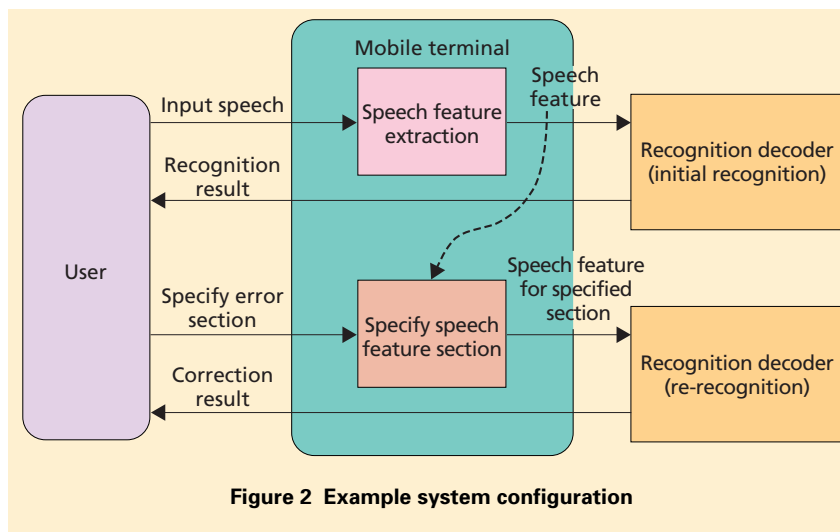 Mobile terminal
Input speech
Speech feature
extraction
Speech
feature
Recognition decoder
(initial recognition)
Recognition
result
User
Specify error
section
Specify speech
feature section
Speech feature
for specified
section
Recognition decoder
(re-recognition)
Correction
result
Figure 2 Example system configuration